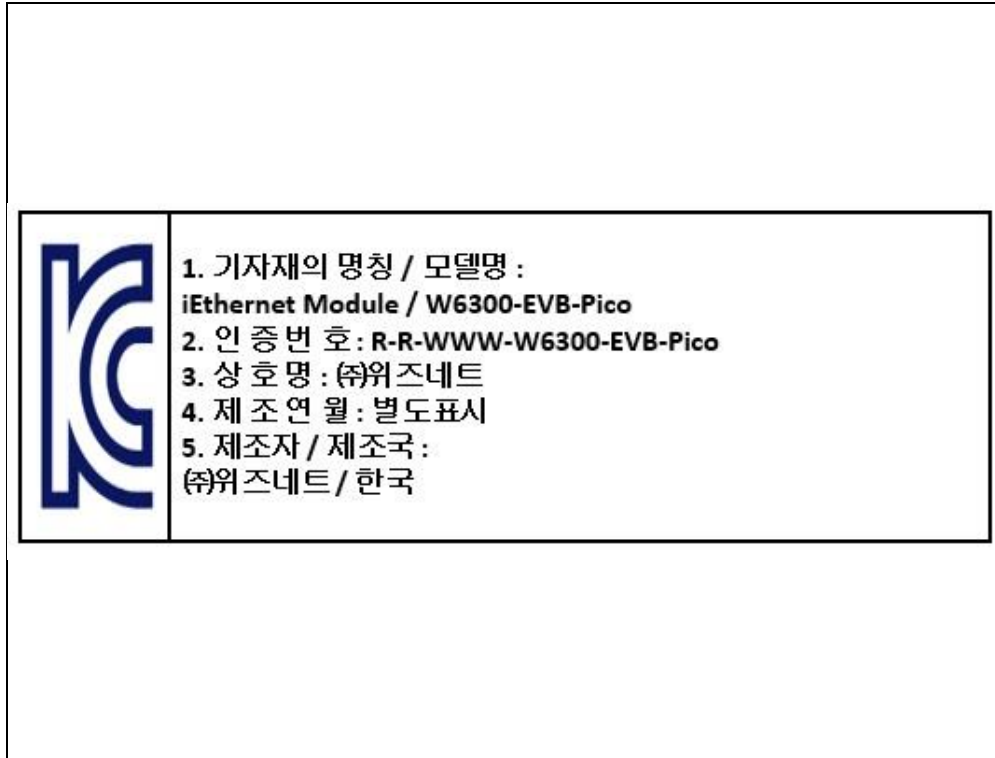 1. 기자재의 명칭 / 모델명 :
iEthernet Module / W6300-EVB-Pico
2. 인 증 번 호 : R-R-WWW-W6300-EVB-Pico
3. 상 호 명 : ㈜위즈네트
4. 제 조 연 월 : 별도표시
5. 제조자 / 제조국 :
㈜위즈네트 / 한국